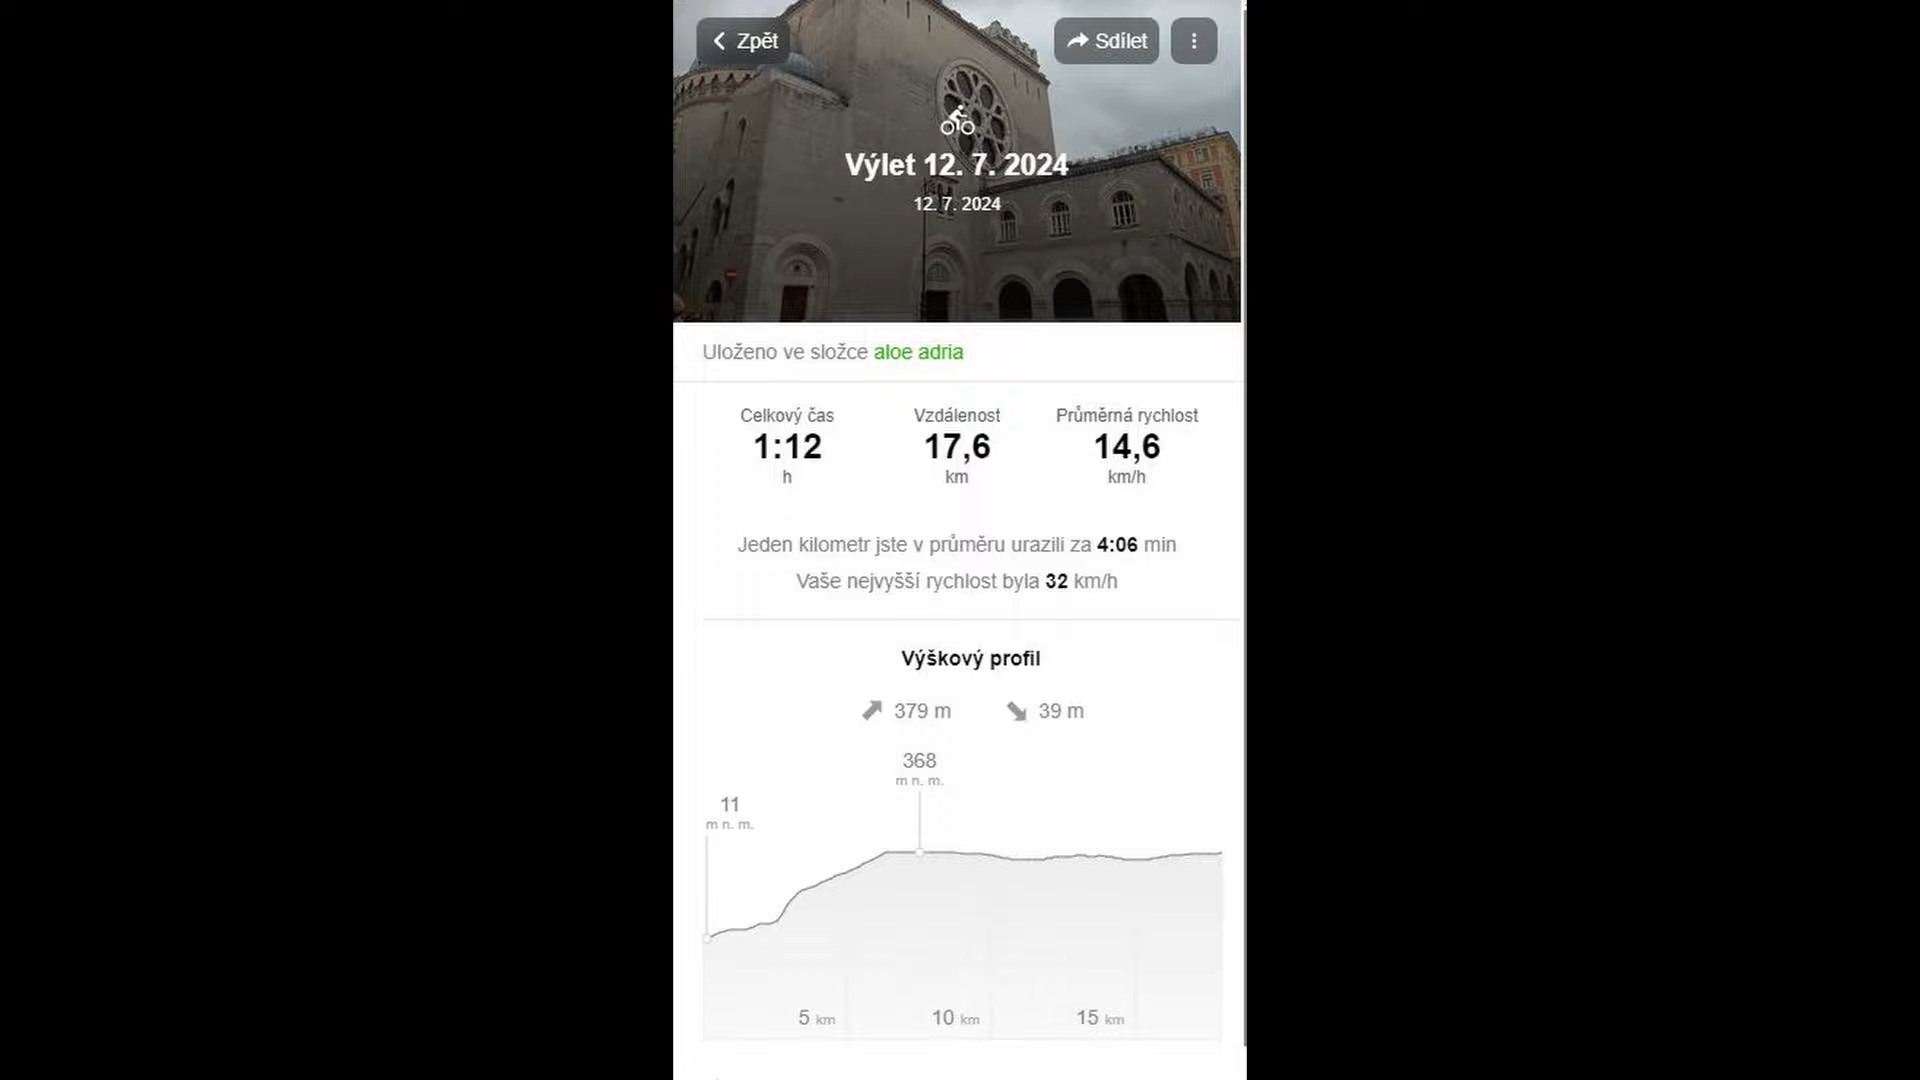 Zpět
Sdílet
Výlet 12. 7. 2024
12. 7. 2024
Uloženo ve složce aloe adria
Celkový čas Vzdálenost Průměrná rychlost
1:12 17,6 14,6
h km km/h
Jeden kilometr jste v průměru urazili za 4:06 min
Vaše nejvyšší rychlost byla 32 km/h
Výškový profil
379 m 39 m
368
m n. m.
11
m n. m.
5 km 10 km 15 km